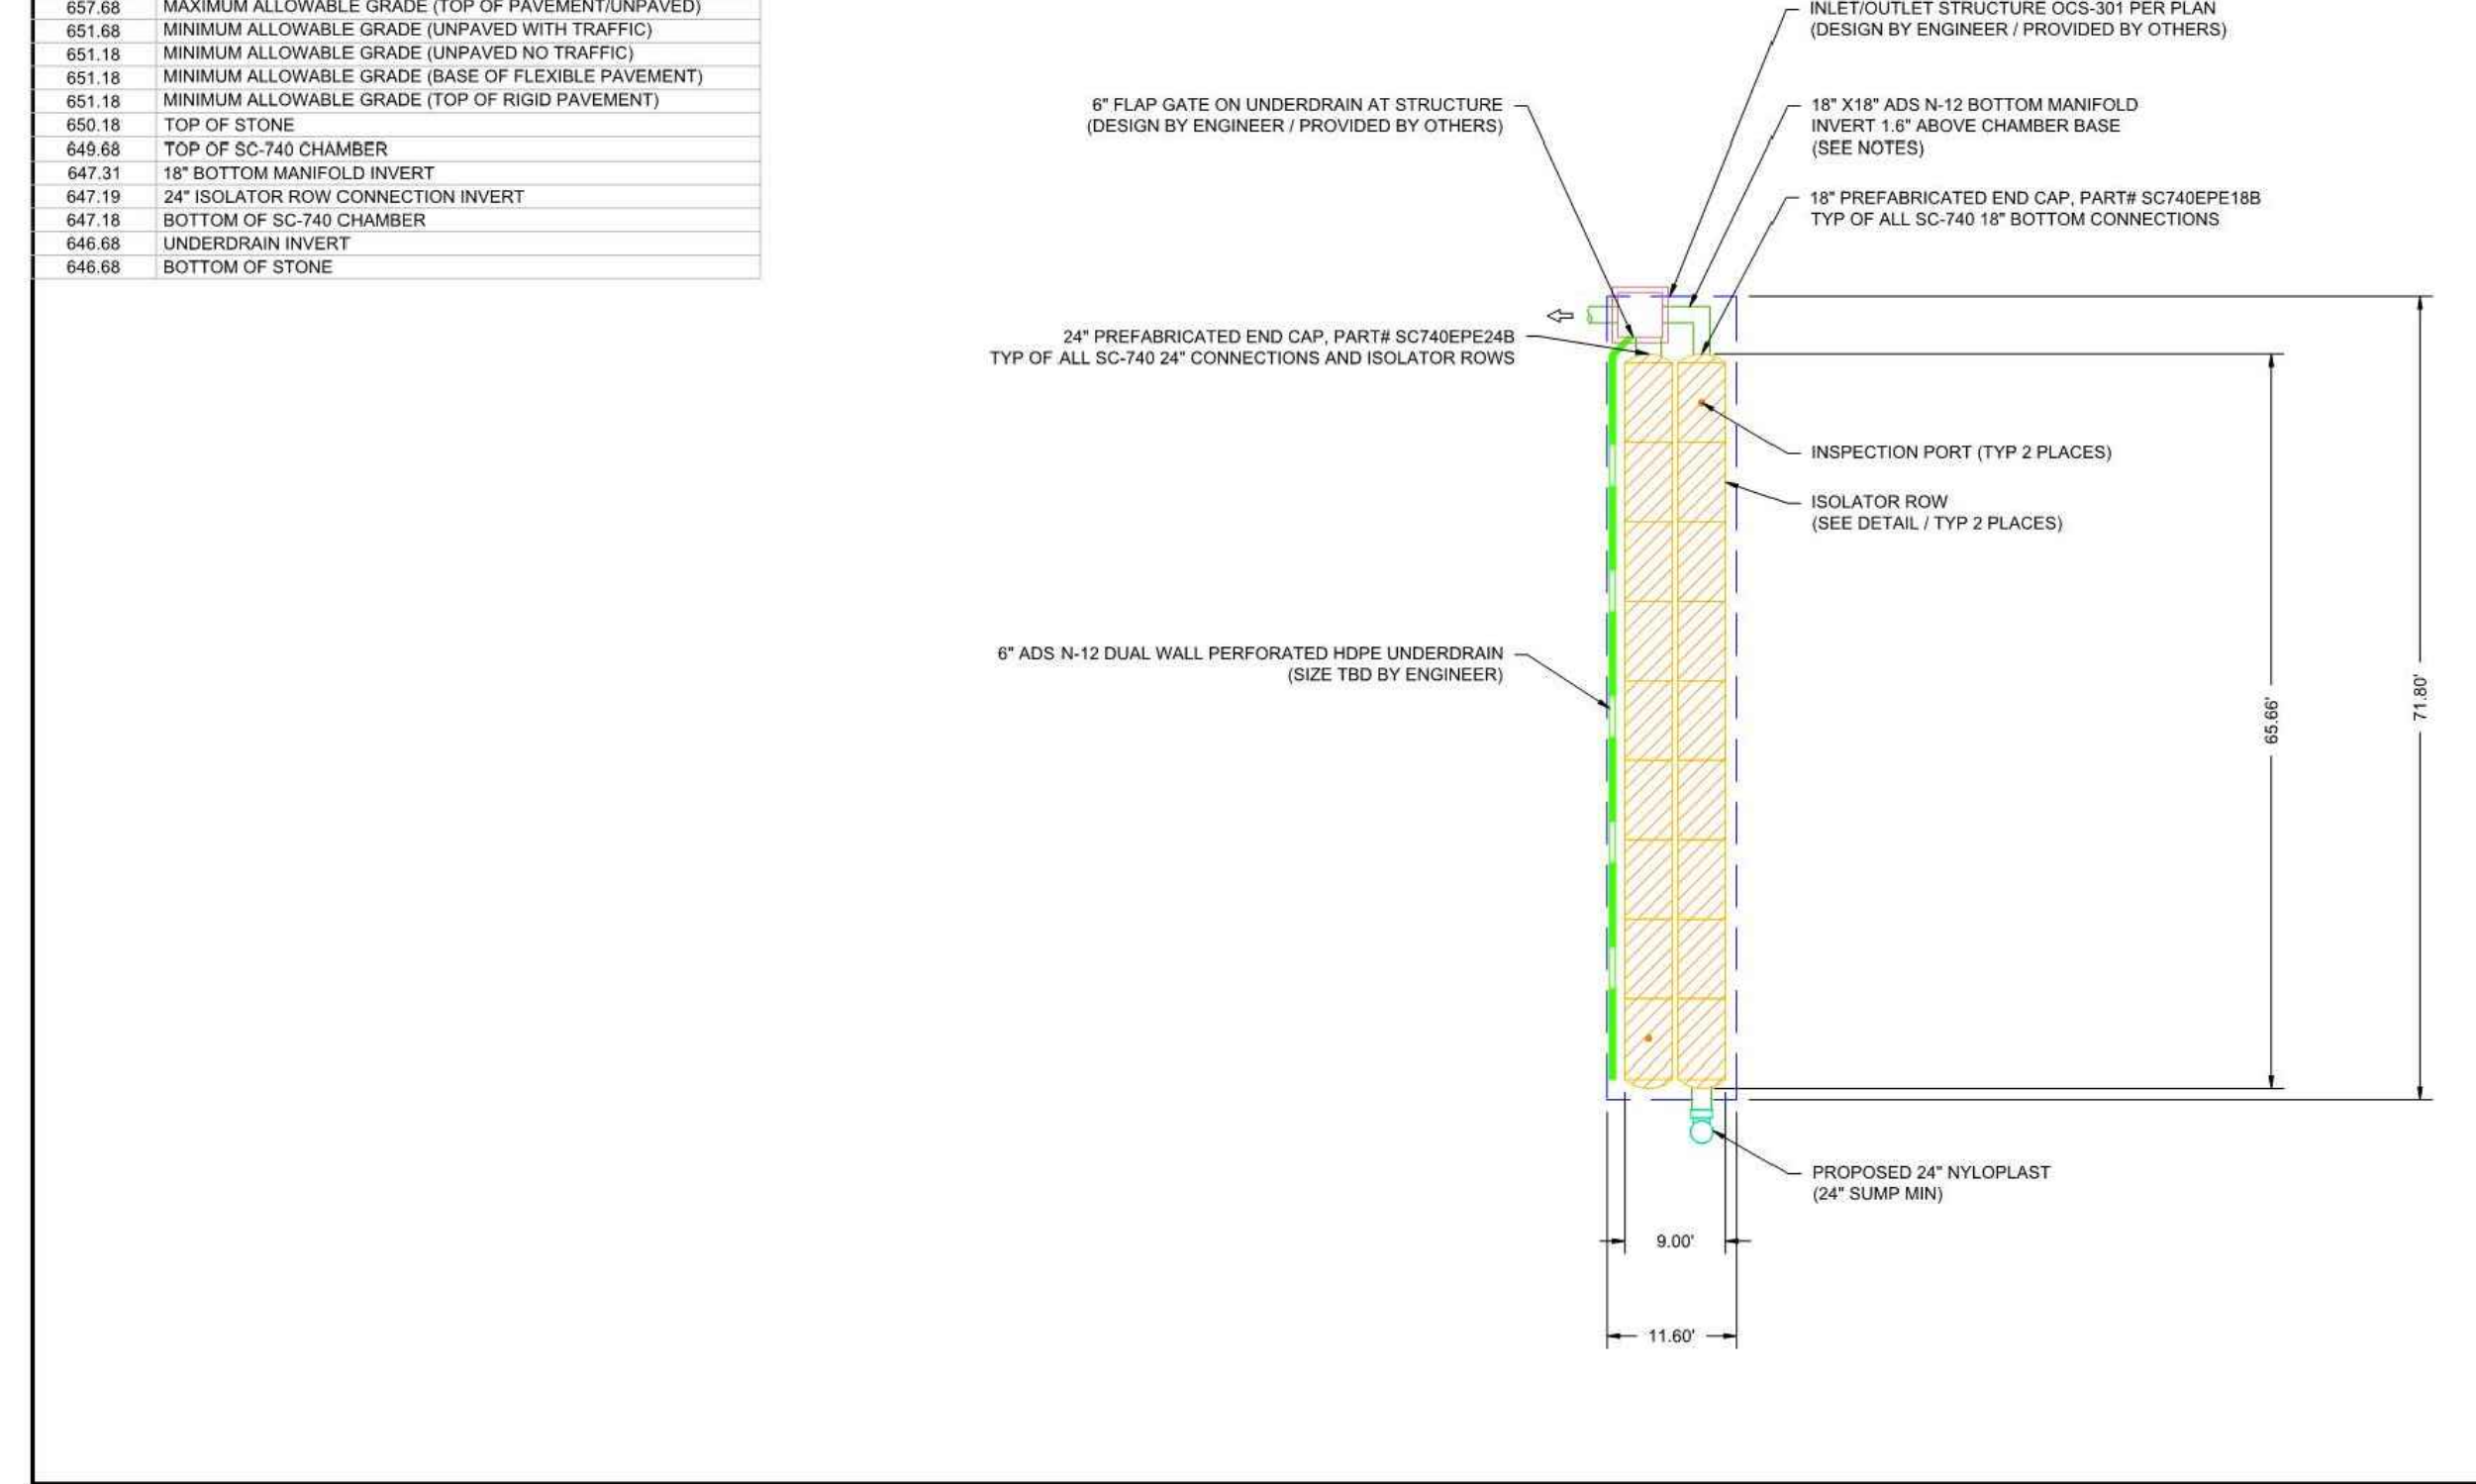 657.68 MAXIMUM ALLOWABLE GRADE (TOP OF PAVEMENT/UNPAVED)
651.68 MINIMUM ALLOWABLE GRADE (UNPAVED WITH TRAFFIC)
651.18 MINIMUM ALLOWABLE GRADE (UNPAVED NO TRAFFIC)
651.18 MINIMUM ALLOWABLE GRADE (BASE OF FLEXIBLE PAVEMENT)
651.18 MINIMUM ALLOWABLE GRADE (TOP OF RIGID PAVEMENT)
650.18 TOP OF STONE
649.68 TOP OF SC-740 CHAMBER
647.31 18" BOTTOM MANIFOLD INVERT
647.19 24" ISOLATOR ROW CONNECTION INVERT
647.18 BOTTOM OF SC-740 CHAMBER
646.68 UNDERDRAIN INVERT
646.68 BOTTOM OF STONE
INLET/OUTLET STRUCTURE OCS-301 PER PLAN
(DESIGN BY ENGINEER / PROVIDED BY OTHERS)
6" FLAP GATE ON UNDERDRAIN AT STRUCTURE
(DESIGN BY ENGINEER / PROVIDED BY OTHERS)
18" X18" ADS N-12 BOTTOM MANIFOLD
INVERT 1.6" ABOVE CHAMBER BASE
(SEE NOTES)
18" PREFABRICATED END CAP, PART# SC740EPE18B
TYP OF ALL SC-740 18" BOTTOM CONNECTIONS
24" PREFABRICATED END CAP, PART# SC740EPE24B
TYP OF ALL SC-740 24" CONNECTIONS AND ISOLATOR ROWS
INSPECTION PORT (TYP 2 PLACES)
ISOLATOR ROW
(SEE DETAIL / TYP 2 PLACES)
6" ADS N-12 DUAL WALL PERFORATED HDPE UNDERDRAIN
(SIZE TBD BY ENGINEER)
65.66'
71.80'
PROPOSED 24" NYLOPLAST
(24" SUMP MIN)
9.00'
11.60'